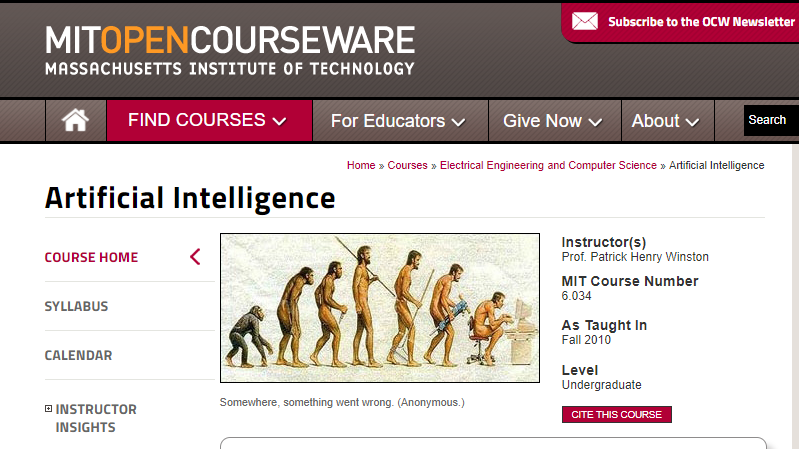 MITOPENCOURSEWARE
MASSACHUSETTS INSTITUTE OF TECHNOLOGY
Subscribe to the OCW Newsletter
FIND COURSES
For Educators
Give Now
About
Search
Home » Courses » Electrical Engineering and Computer Science » Artificial Intelligence
Artificial Intelligence
COURSE HOME
SYLLABUS
CALENDAR
INSTRUCTOR
INSIGHTS
Somewhere, something went wrong. (Anonymous.)
Instructor(s)
Prof. Patrick Henry Winston
MIT Course Number
6.034
As Taught In
Fall 2010
Level
Undergraduate
CITE THIS COURSE